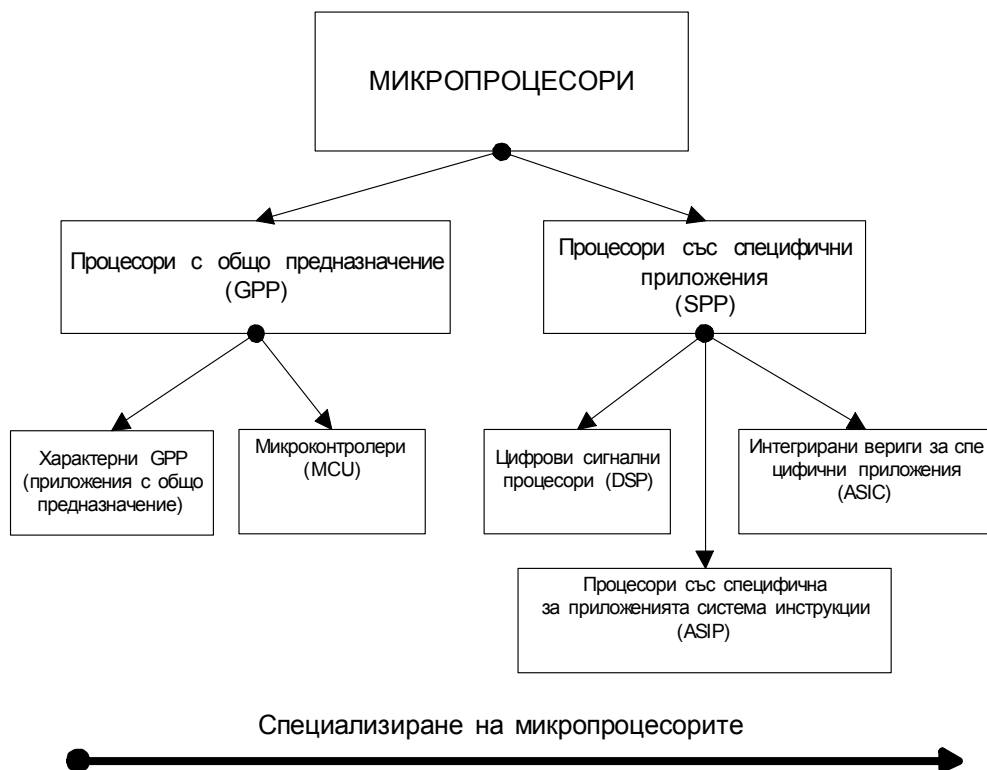 МИКРОПРОЦЕСОРИ
Процесори с общо предназначение
(GPP)
Процесори със специфични
приложения
(SPP)
Характерни GPP
(приложения с общо
предназначение)
Микроконтролери
(MCU)
Цифрови сигнални
процесори (DSP)
Интегрирани вериги за спе
цифични приложения
(ASIC)
Процесори със специфична
за приложенията система инструкции
(ASIP)
Специализиране на микропроцесорите